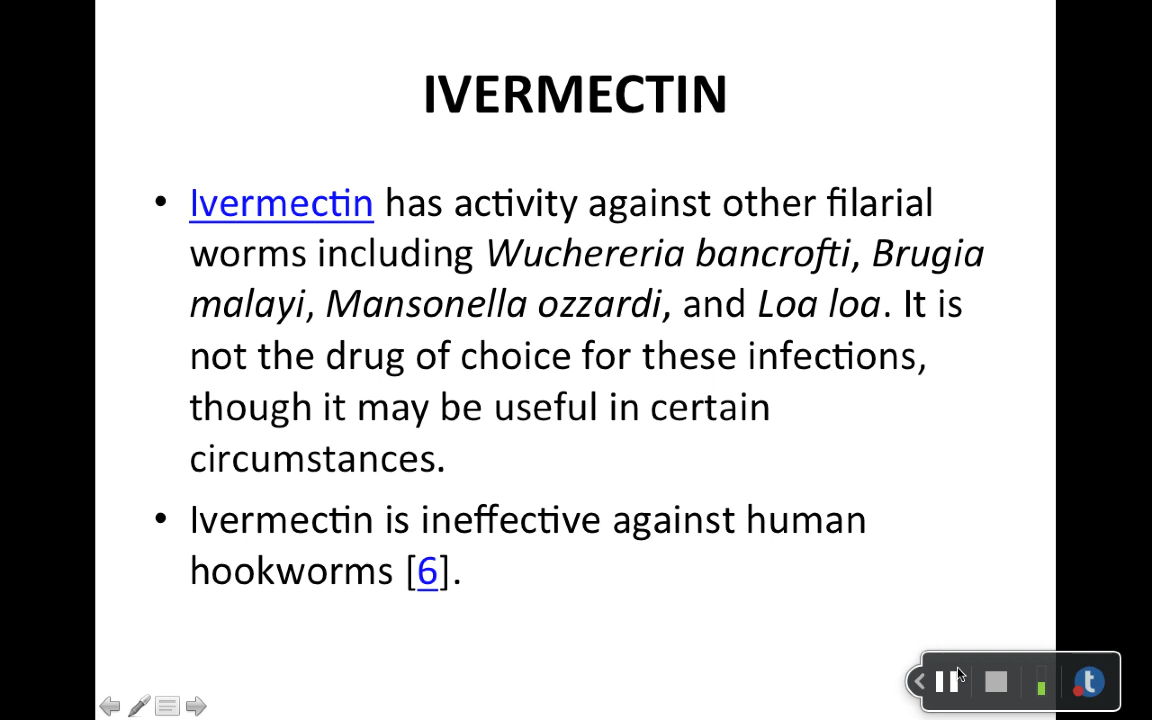 IVERMECTIN
• Ivermectin has activity against other filarial
worms including Wuchereria bancrofti, Brugia
malayi, Mansonella ozzardi, and Loa loa. It is
not the drug of choice for these infections,
though it may be useful in certain
circumstances.
• Ivermectin is ineffective against human
hookworms [6].
t